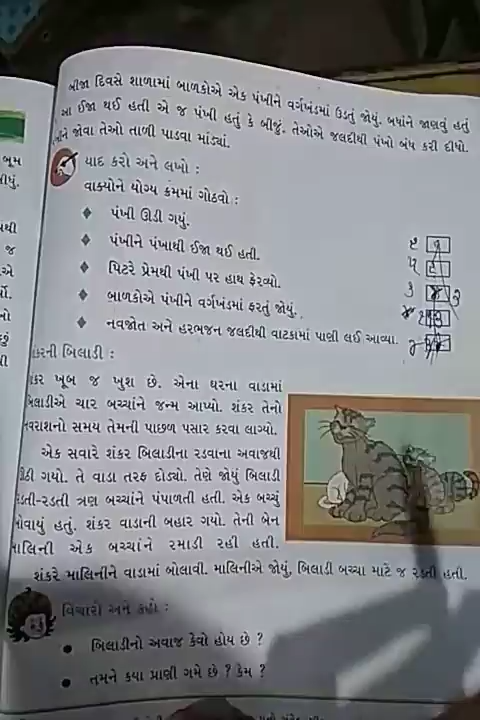 બીજા દિવસે શાળામાં બાળકોએ એક પંખીને વર્ગખંડમાં ઉડતું જોયું. બધાંને જાણવું હતું
આ ઈજા થઈ હતી એ જ પંખી હતું કે બીજું. તેઓએ જલદીથી પંખો બંધ કરી દીધો.
જોવા તેઓ તાળી પાડવા માંડ્યાં.
યાદ કરો અને લખો :
વાક્યોને યોગ્ય ક્રમમાં ગોઠવો :
પંખી ઊડી ગયું.
પંખીને પંખાથી ઈજા થઈ હતી.
પિટરે પ્રેમથી પંખી પર હાથ ફેરવ્યો.
બાળકોએ પંખીને વર્ગખંડમાં ફરતું જોયું.
નવજોત અને હરભજન જલદીથી વાટકામાં પાણી લઈ આવ્યા.
બિલાડી :
ખૂબ જ ખુશ છે. એના ઘરના વાડામાં
બિલાડીએ ચાર બચ્ચાંને જન્મ આપ્યો. શંકર તેનો
નવરાશનો સમય તેમની પાછળ પસાર કરવા લાગ્યો.
એક સવારે શંકર બિલાડીના રડવાના અવાજથી
ઊઠી ગયો. તે વાડા તરફ દોડ્યો. તેણે જોયું બિલાડી
રડતી-રડતી ત્રણ બચ્ચાંને પંપાળતી હતી. એક બચ્ચું
ખોવાયું હતું. શંકર વાડાની બહાર ગયો. તેની બેન
માલિની એક બચ્ચાંને રમાડી રહી હતી.
શંકરે માલિનીને વાડામાં બોલાવી. માલિનીએ જોયું, બિલાડી બચ્ચા માટે જ રડતી હતી.
વિચારો અને કહો :
બિલાડીનો અવાજ કેવો હોય છે ?
તમને કયા પ્રાણી ગમે છે ? કેમ ?